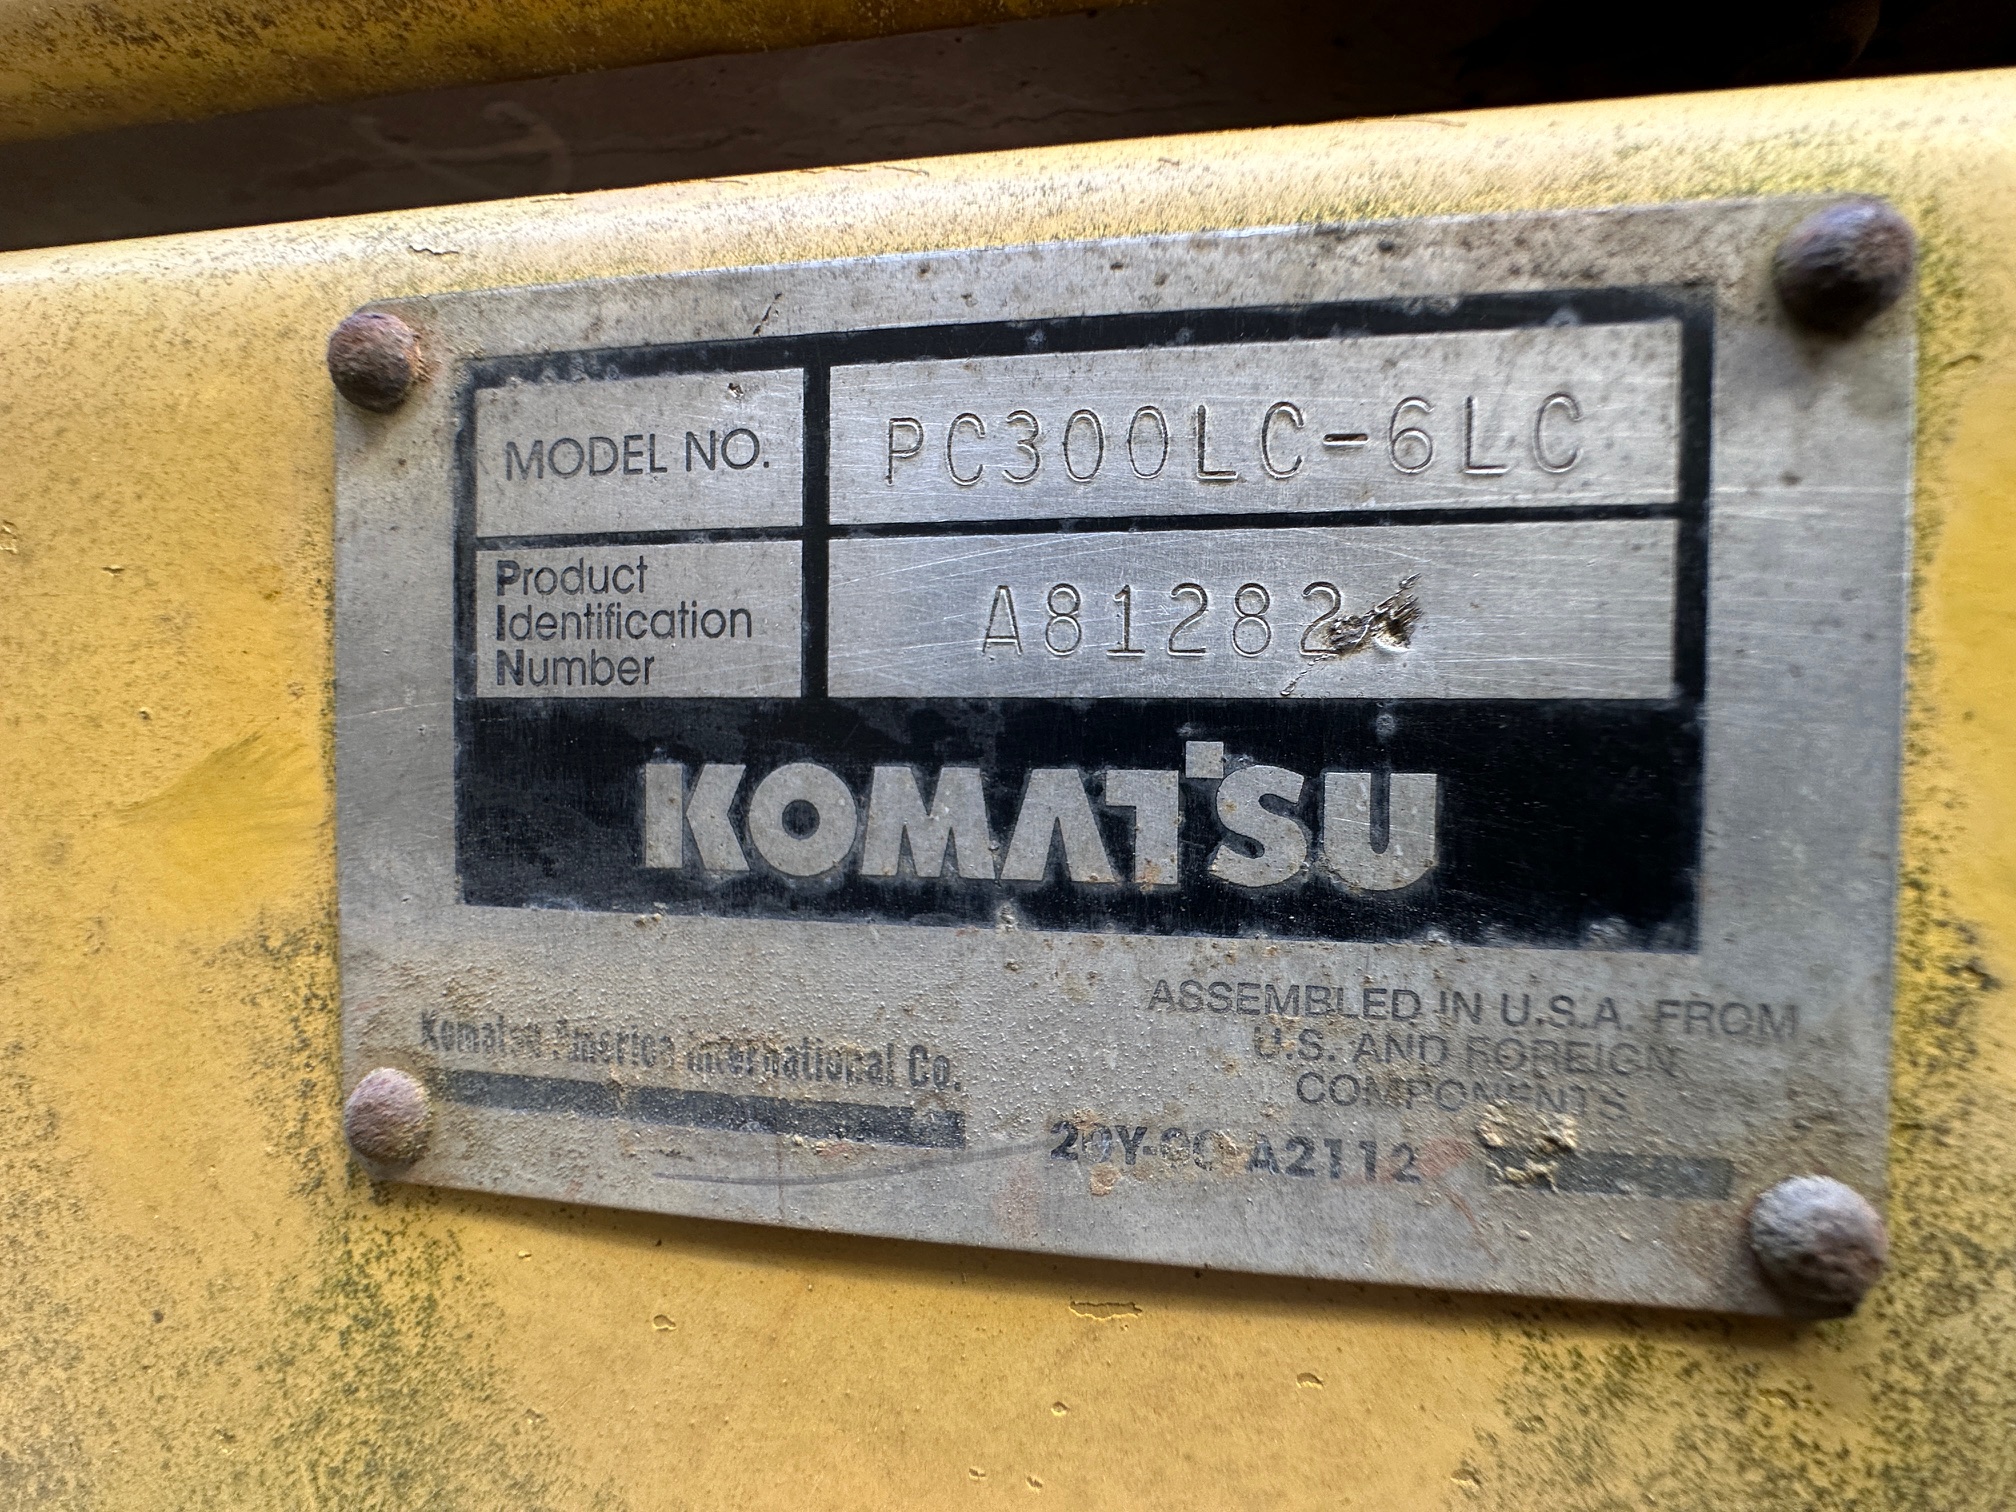 MODEL NO. PC300LC-6LC
Product
Identification
Number
A81282
KOMATSU
Komatsu America International Co.
ASSEMBLED IN U.S.A. FROM
U.S. AND FOREIGN
COMPONENTS